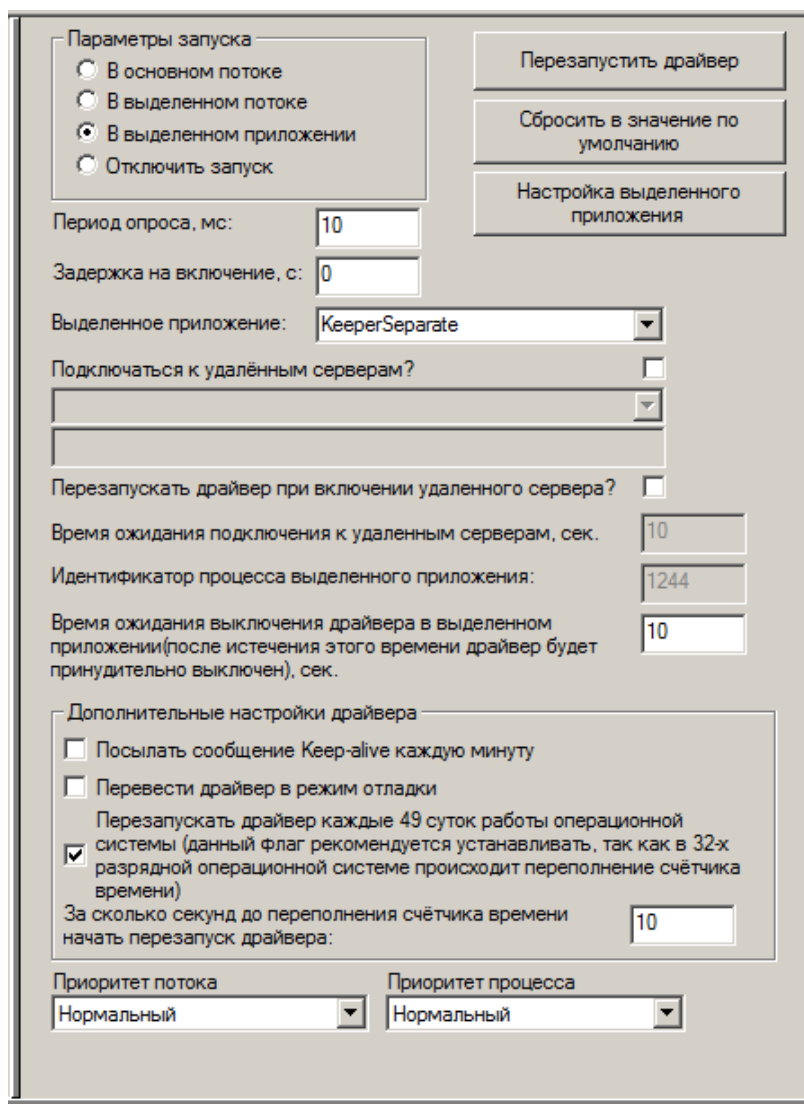 Параметры запуска
В основном потоке
В выделенном потоке
В выделенном приложении
Отключить запуск
Перезапустить драйвер
Сбросить в значение по
умолчанию
Настройка выделенного
приложения
Период опроса, мс:
10
Задержка на включение, с:
0
Выделенное приложение:
KeeperSeparate
Подключаться к удалённым серверам?
Перезапускать драйвер при включении удаленного сервера?
Время ожидания подключения к удаленным серверам, сек.
10
Идентификатор процесса выделенного приложения:
1244
Время ожидания выключения драйвера в выделенном
приложении(после истечения этого времени драйвер будет
принудительно выключен), сек.
10
Дополнительные настройки драйвера
Посылать сообщение Keep-alive каждую минуту
Перевести драйвер в режим отладки
Перезапускать драйвер каждые 49 суток работы операционной
системы (данный флаг рекомендуется устанавливать, так как в 32-х
разрядной операционной системе происходит переполнение счётчика
времени)
За сколько секунд до переполнения счётчика времени
начать перезапуск драйвера:
10
Приоритет потока
Приоритет процесса
Нормальный
Нормальный